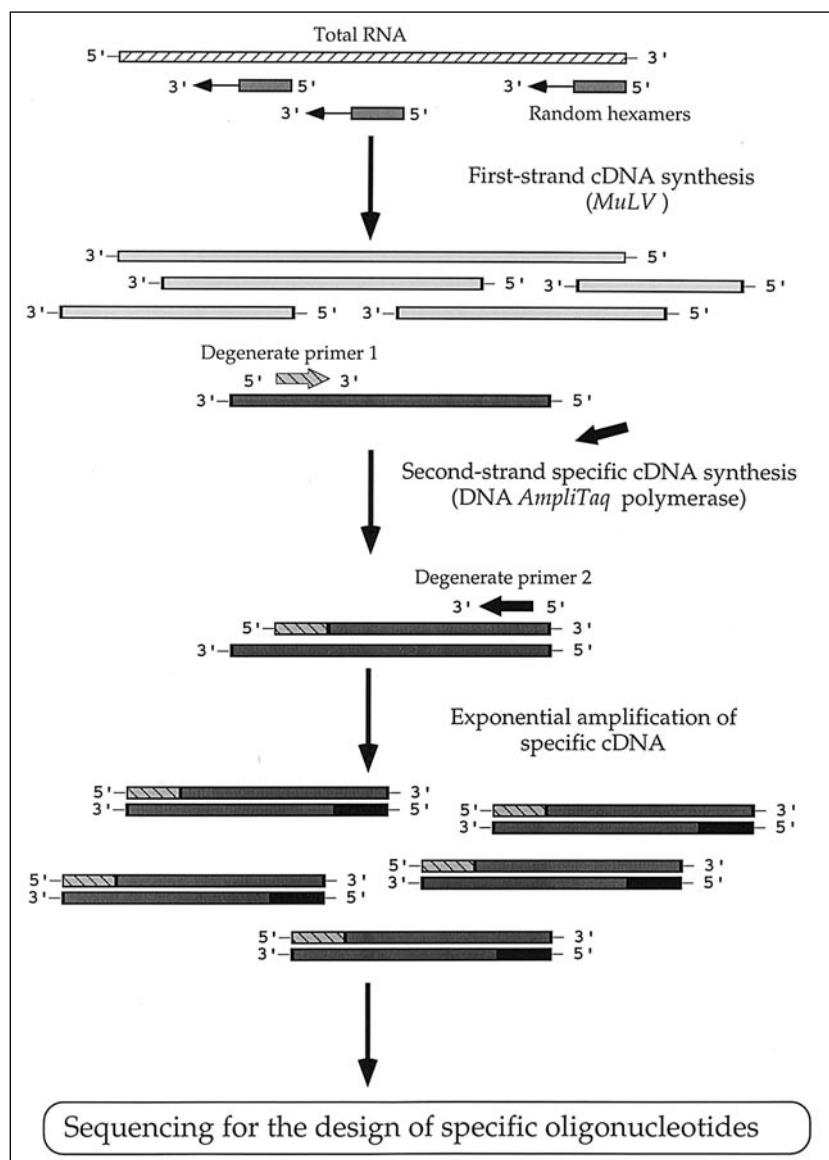 Total RNA
5' 3'
3' 5' 3' 5'
3' 5' Random hexamers
First-strand cDNA synthesis
(MuLV )
3' 5'
3' 5' 3' 5'
3' 5' 3' 5'
Degenerate primer 1
5' 3'
3' 5'
Second-strand specific cDNA synthesis
(DNA AmpliTaq polymerase)
Degenerate primer 2
3' 5'
5' 3'
3' 5'
Exponential amplification of
specific cDNA
5' 3'
3' 5'
5' 3'
3' 5'
5' 3'
3' 5'
5' 3'
3' 5'
5' 3'
3' 5'
Sequencing for the design of specific oligonucleotides